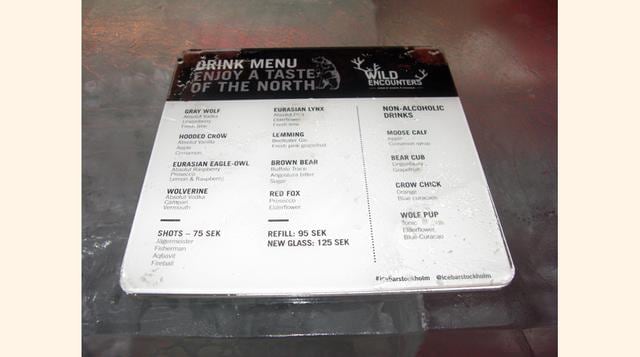 DRINK MENU
ENJOY A TASTE
OF THE NORTH
WILD
ENCOUNTERS
GRAY WOLF
Absolut Vodka
Lingonberry
Fresh lime
HOODED CROW
Absolut Vanilla
Apple
Cinnamon
EURASIAN EAGLE-OWL
Absolut Raspberry
Prosecco
Lemon & Raspberry
WOLVERINE
Absolut Vodka
Campari
Vermouth
SHOTS – 75 SEK
Jägermeister
Fisherman
Aqvavit
Fireball
EURASIAN LYNX
Absolut
Elderflower
Fresh lime
LEMMING
Beefeater Gin
Fresh pink grapefruit
BROWN BEAR
Buffalo Trace
Angostura bitter
Sugar
RED FOX
Prosecco
Elderflower
REFILL: 95 SEK
NEW GLASS: 125 SEK
NON-ALCOHOLIC
DRINKS
MOOSE CALF
Apple
Cinnamon syrup
BEAR CUB
Lingonberry
Grapefruit
CROW CHICK
Orange
Blue curacao
WOLF PUP
Tonic
Elderflower,
Blue Curacao
#icebarstockholm @icebarstockholm